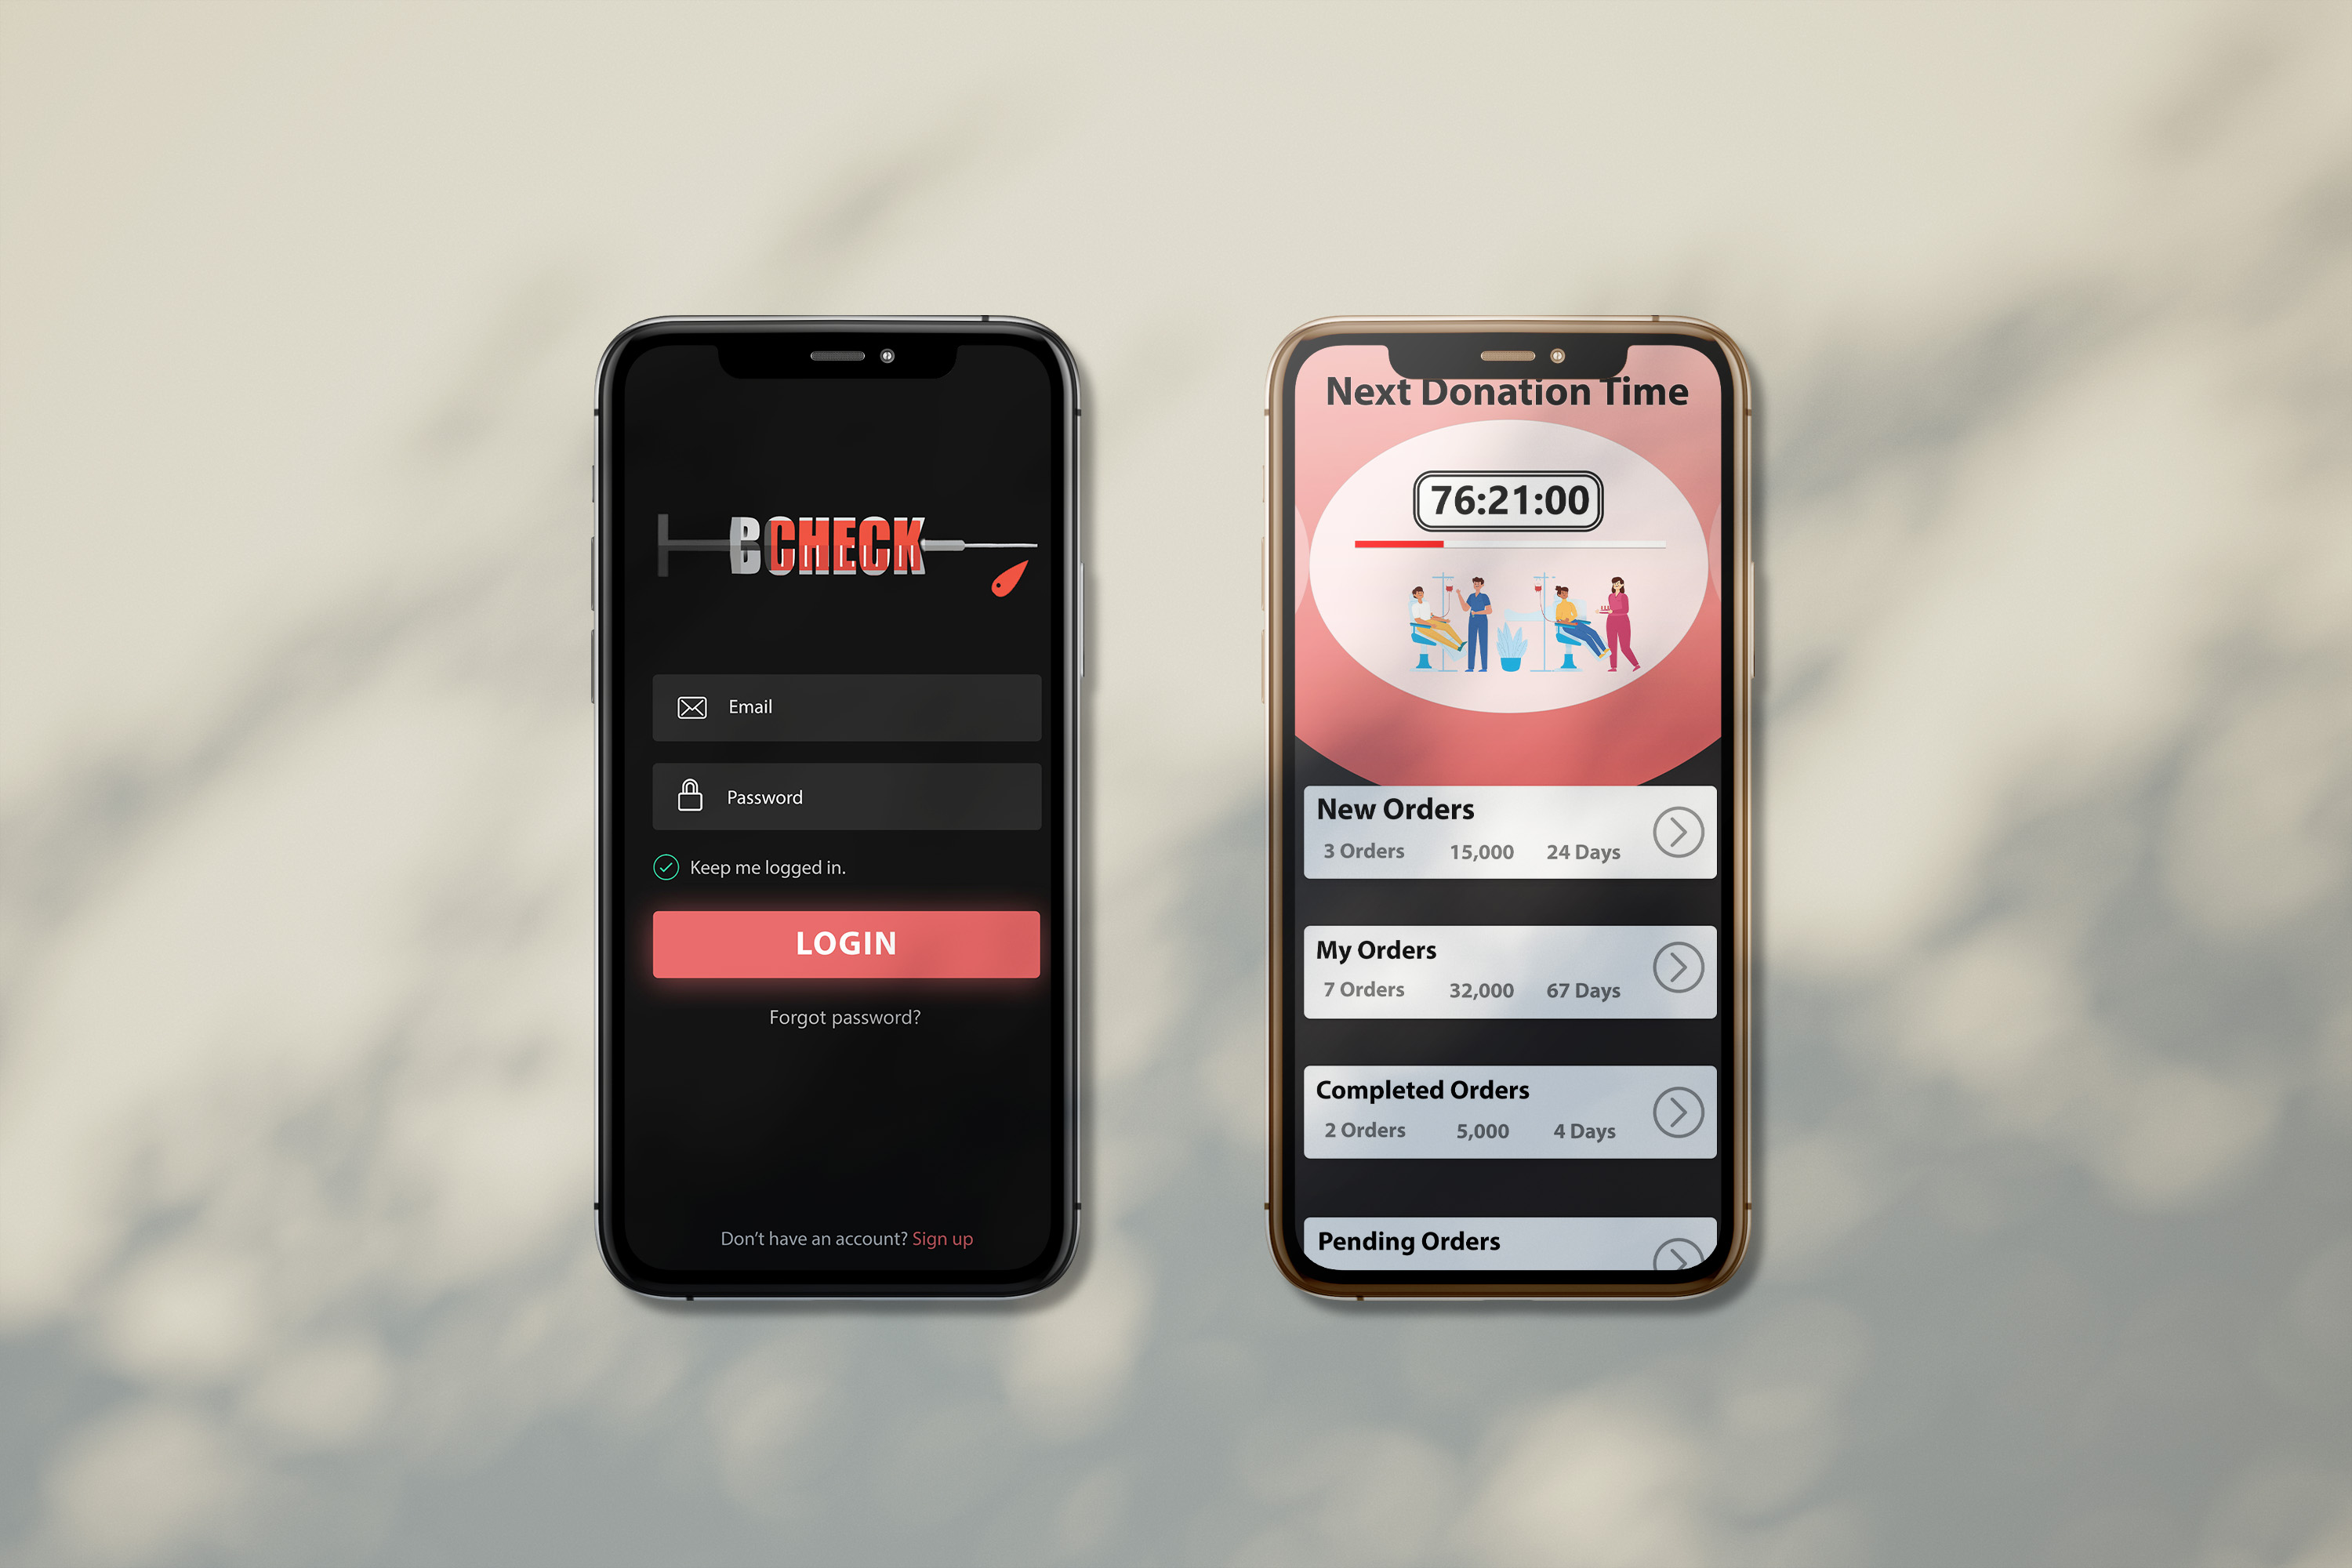 BCHECK
Email
Password
Keep me logged in.
LOGIN
Forgot password?
Don't have an account? Sign up
Next Donation Time
76:21:00
New Orders
3 Orders 15,000 24 Days
My Orders
7 Orders 32,000 67 Days
Completed Orders
2 Orders 5,000 4 Days
Pending Orders